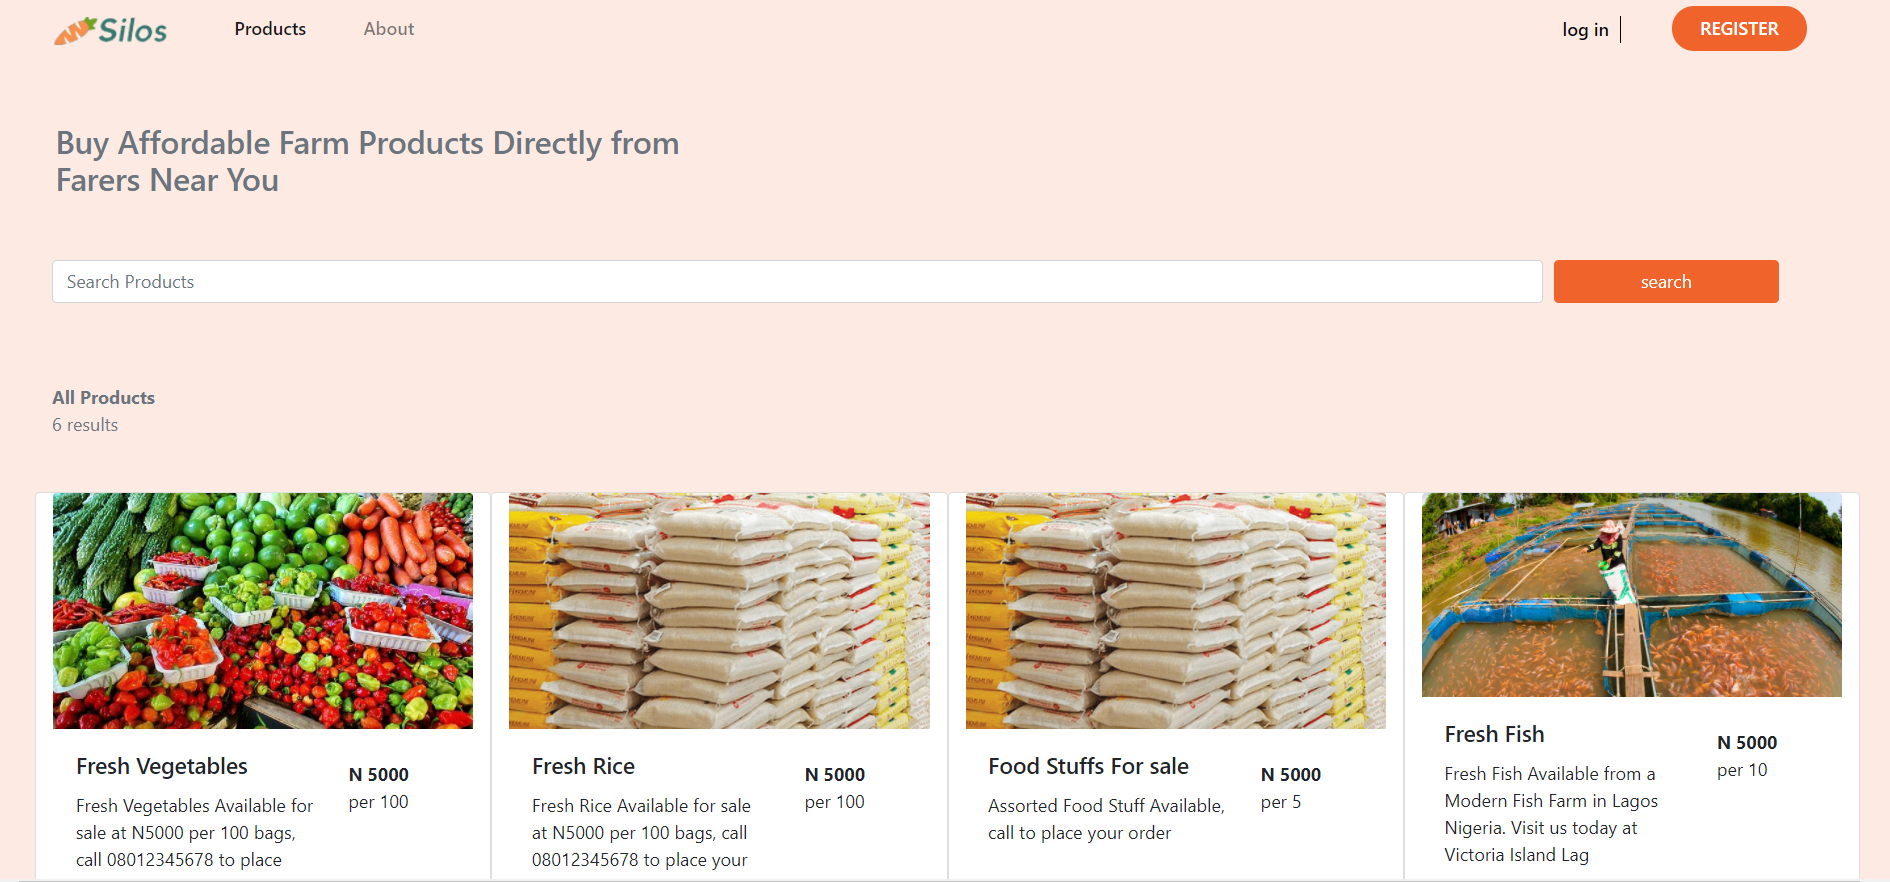 Silos
Products
About
log in
REGISTER
Buy Affordable Farm Products Directly from
Farers Near You
Search Products
search
All Products
6 results
Fresh Vegetables
N 5000
per 100
Fresh Vegetables Available for
sale at N5000 per 100 bags,
call 08012345678 to place
Fresh Rice
N 5000
per 100
Fresh Rice Available for sale
at N5000 per 100 bags, call
08012345678 to place your
Food Stuffs For sale
N 5000
per 5
Assorted Food Stuff Available,
call to place your order
Fresh Fish
N 5000
per 10
Fresh Fish Available from a
Modern Fish Farm in Lagos
Nigeria. Visit us today at
Victoria Island Lag